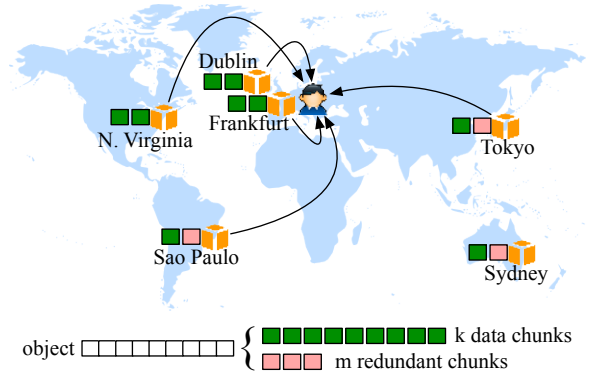 Dublin
Frankfurt
N. Virginia
Tokyo
Sao Paulo
Sydney
object
k data chunks
m redundant chunks